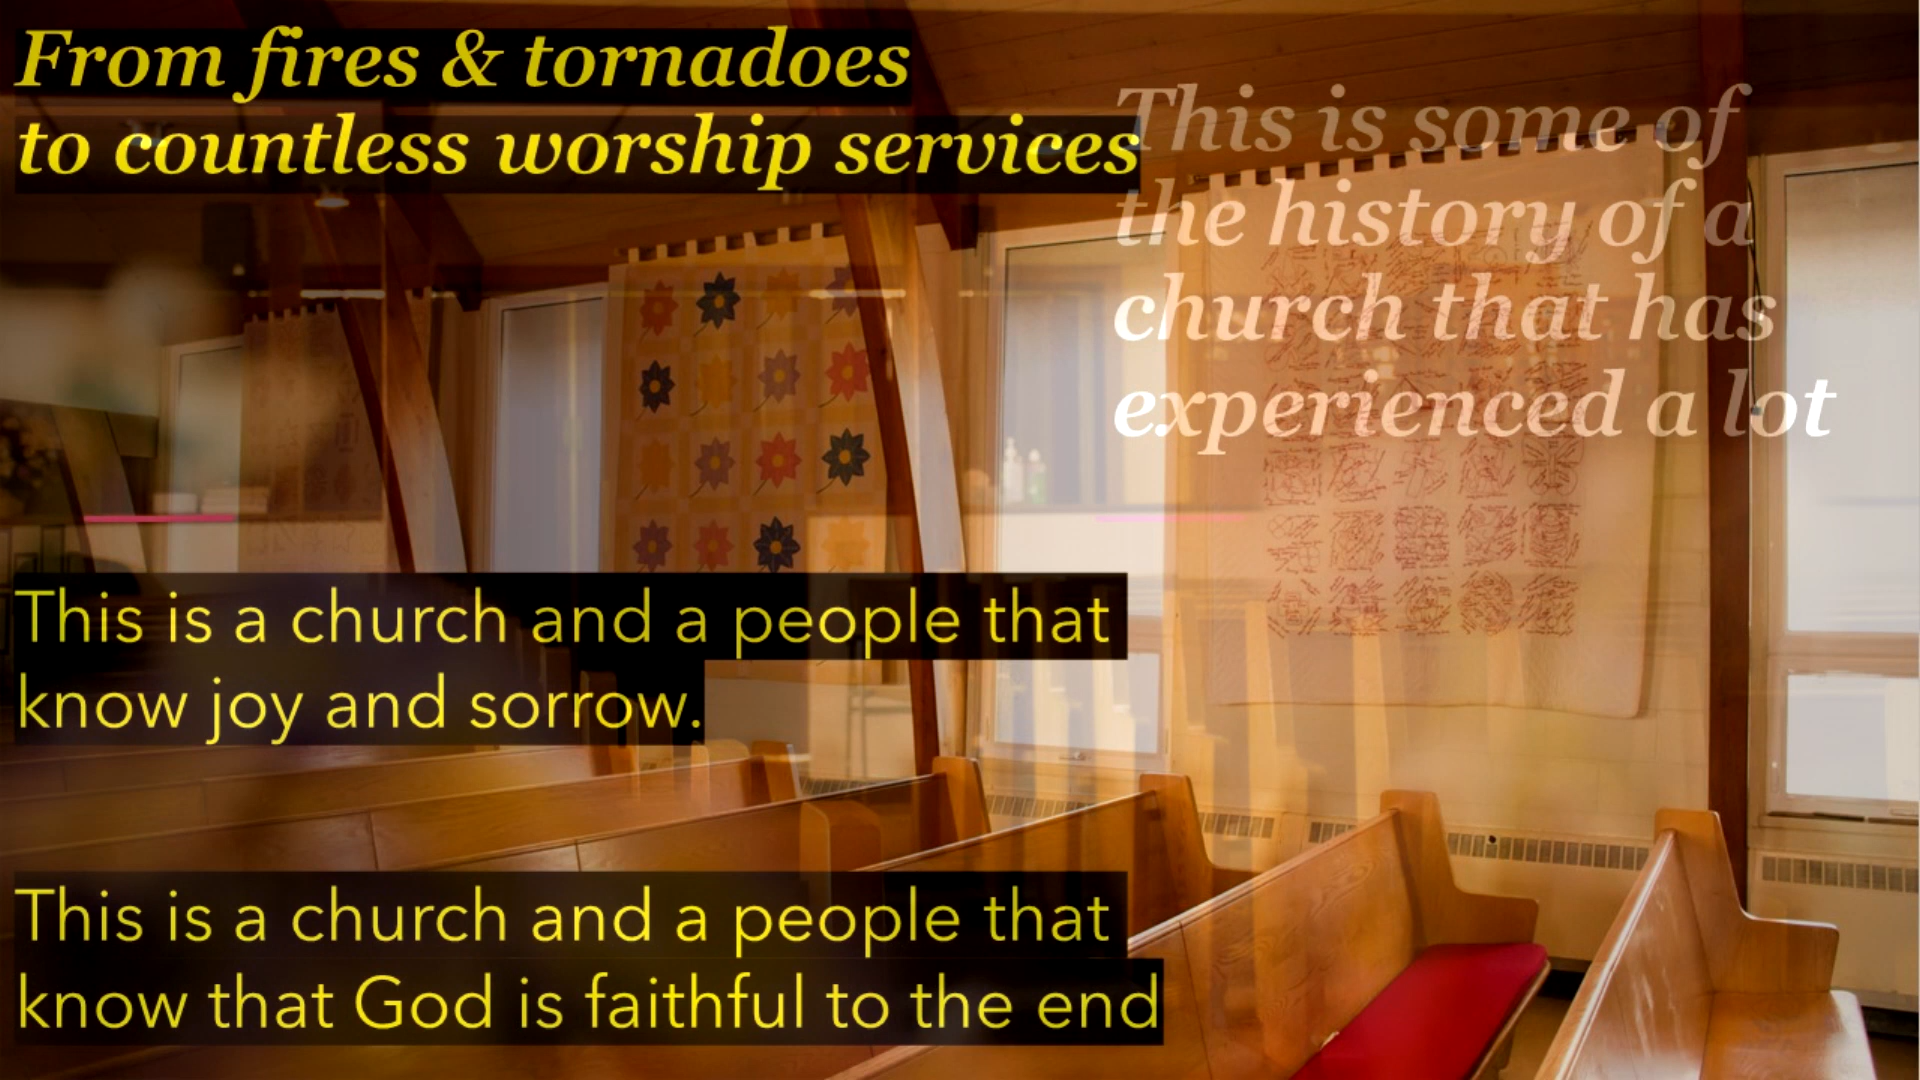 From fires & tornadoes
to countless worship services
This is some of
the history of a
church that has
experienced a lot
This is a church and a people that
know joy and sorrow.
This is a church and a people that
know that God is faithful to the end